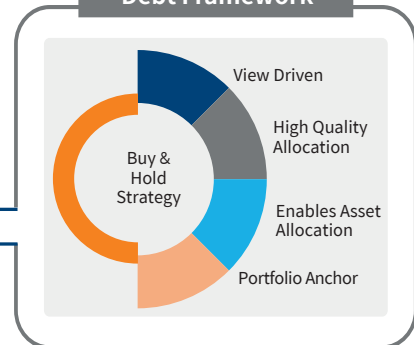 Debt Framework
View Driven
High Quality
Allocation
Buy &
Hold
Strategy
Enables Asset
Allocation
Portfolio Anchor